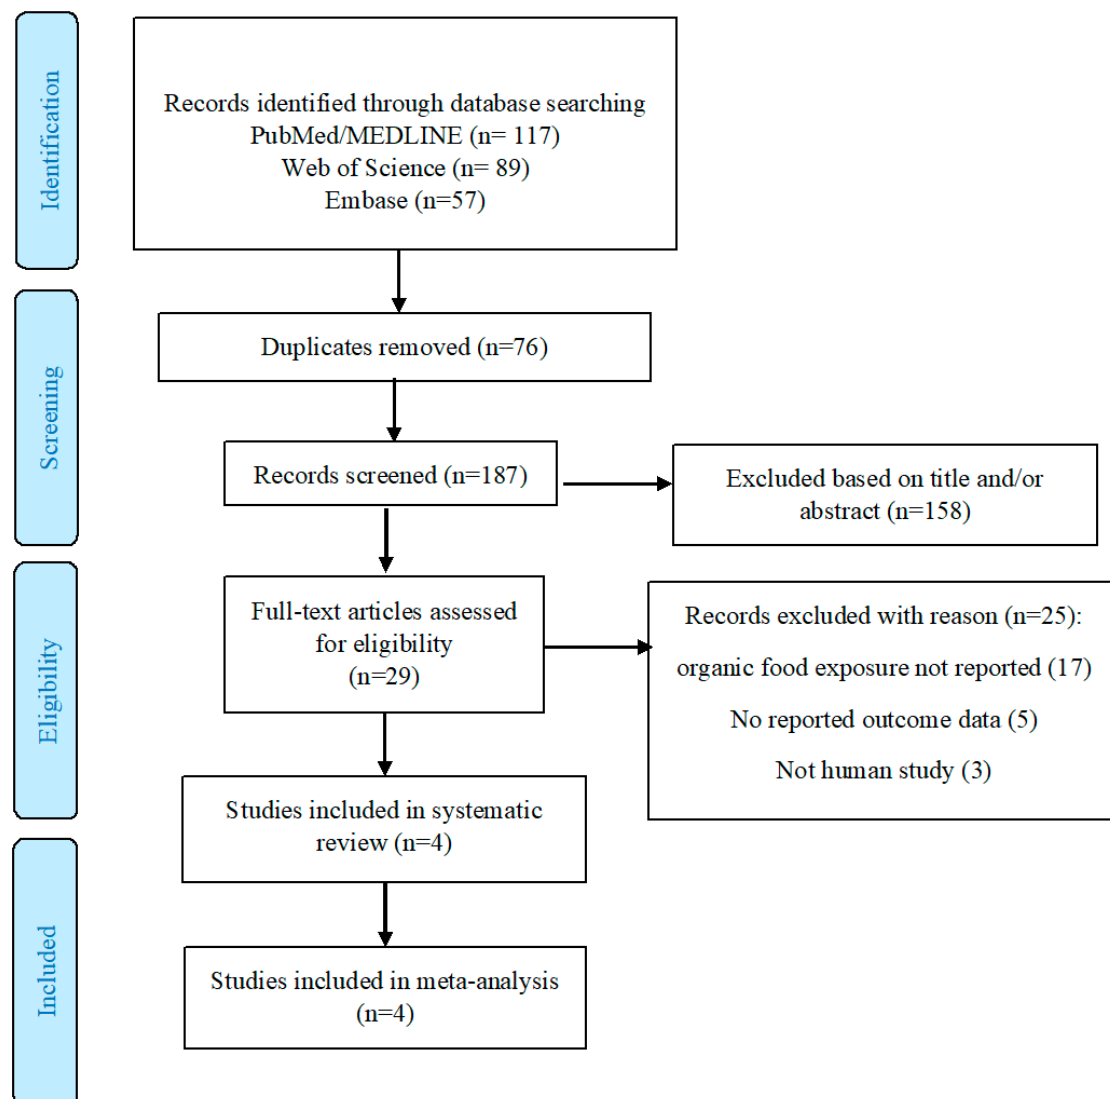 Identification
Records identified through database searching
PubMed/MEDLINE (n= 117)
Web of Science (n= 89)
Embase (n=57)
Screening
Duplicates removed (n=76)
Records screened (n=187)
Excluded based on title and/or
abstract (n=158)
Eligibility
Full-text articles assessed
for eligibility
(n=29)
Records excluded with reason (n=25):
organic food exposure not reported (17)
No reported outcome data (5)
Not human study (3)
Studies included in systematic
review (n=4)
Included
Studies included in meta-analysis
(n=4)